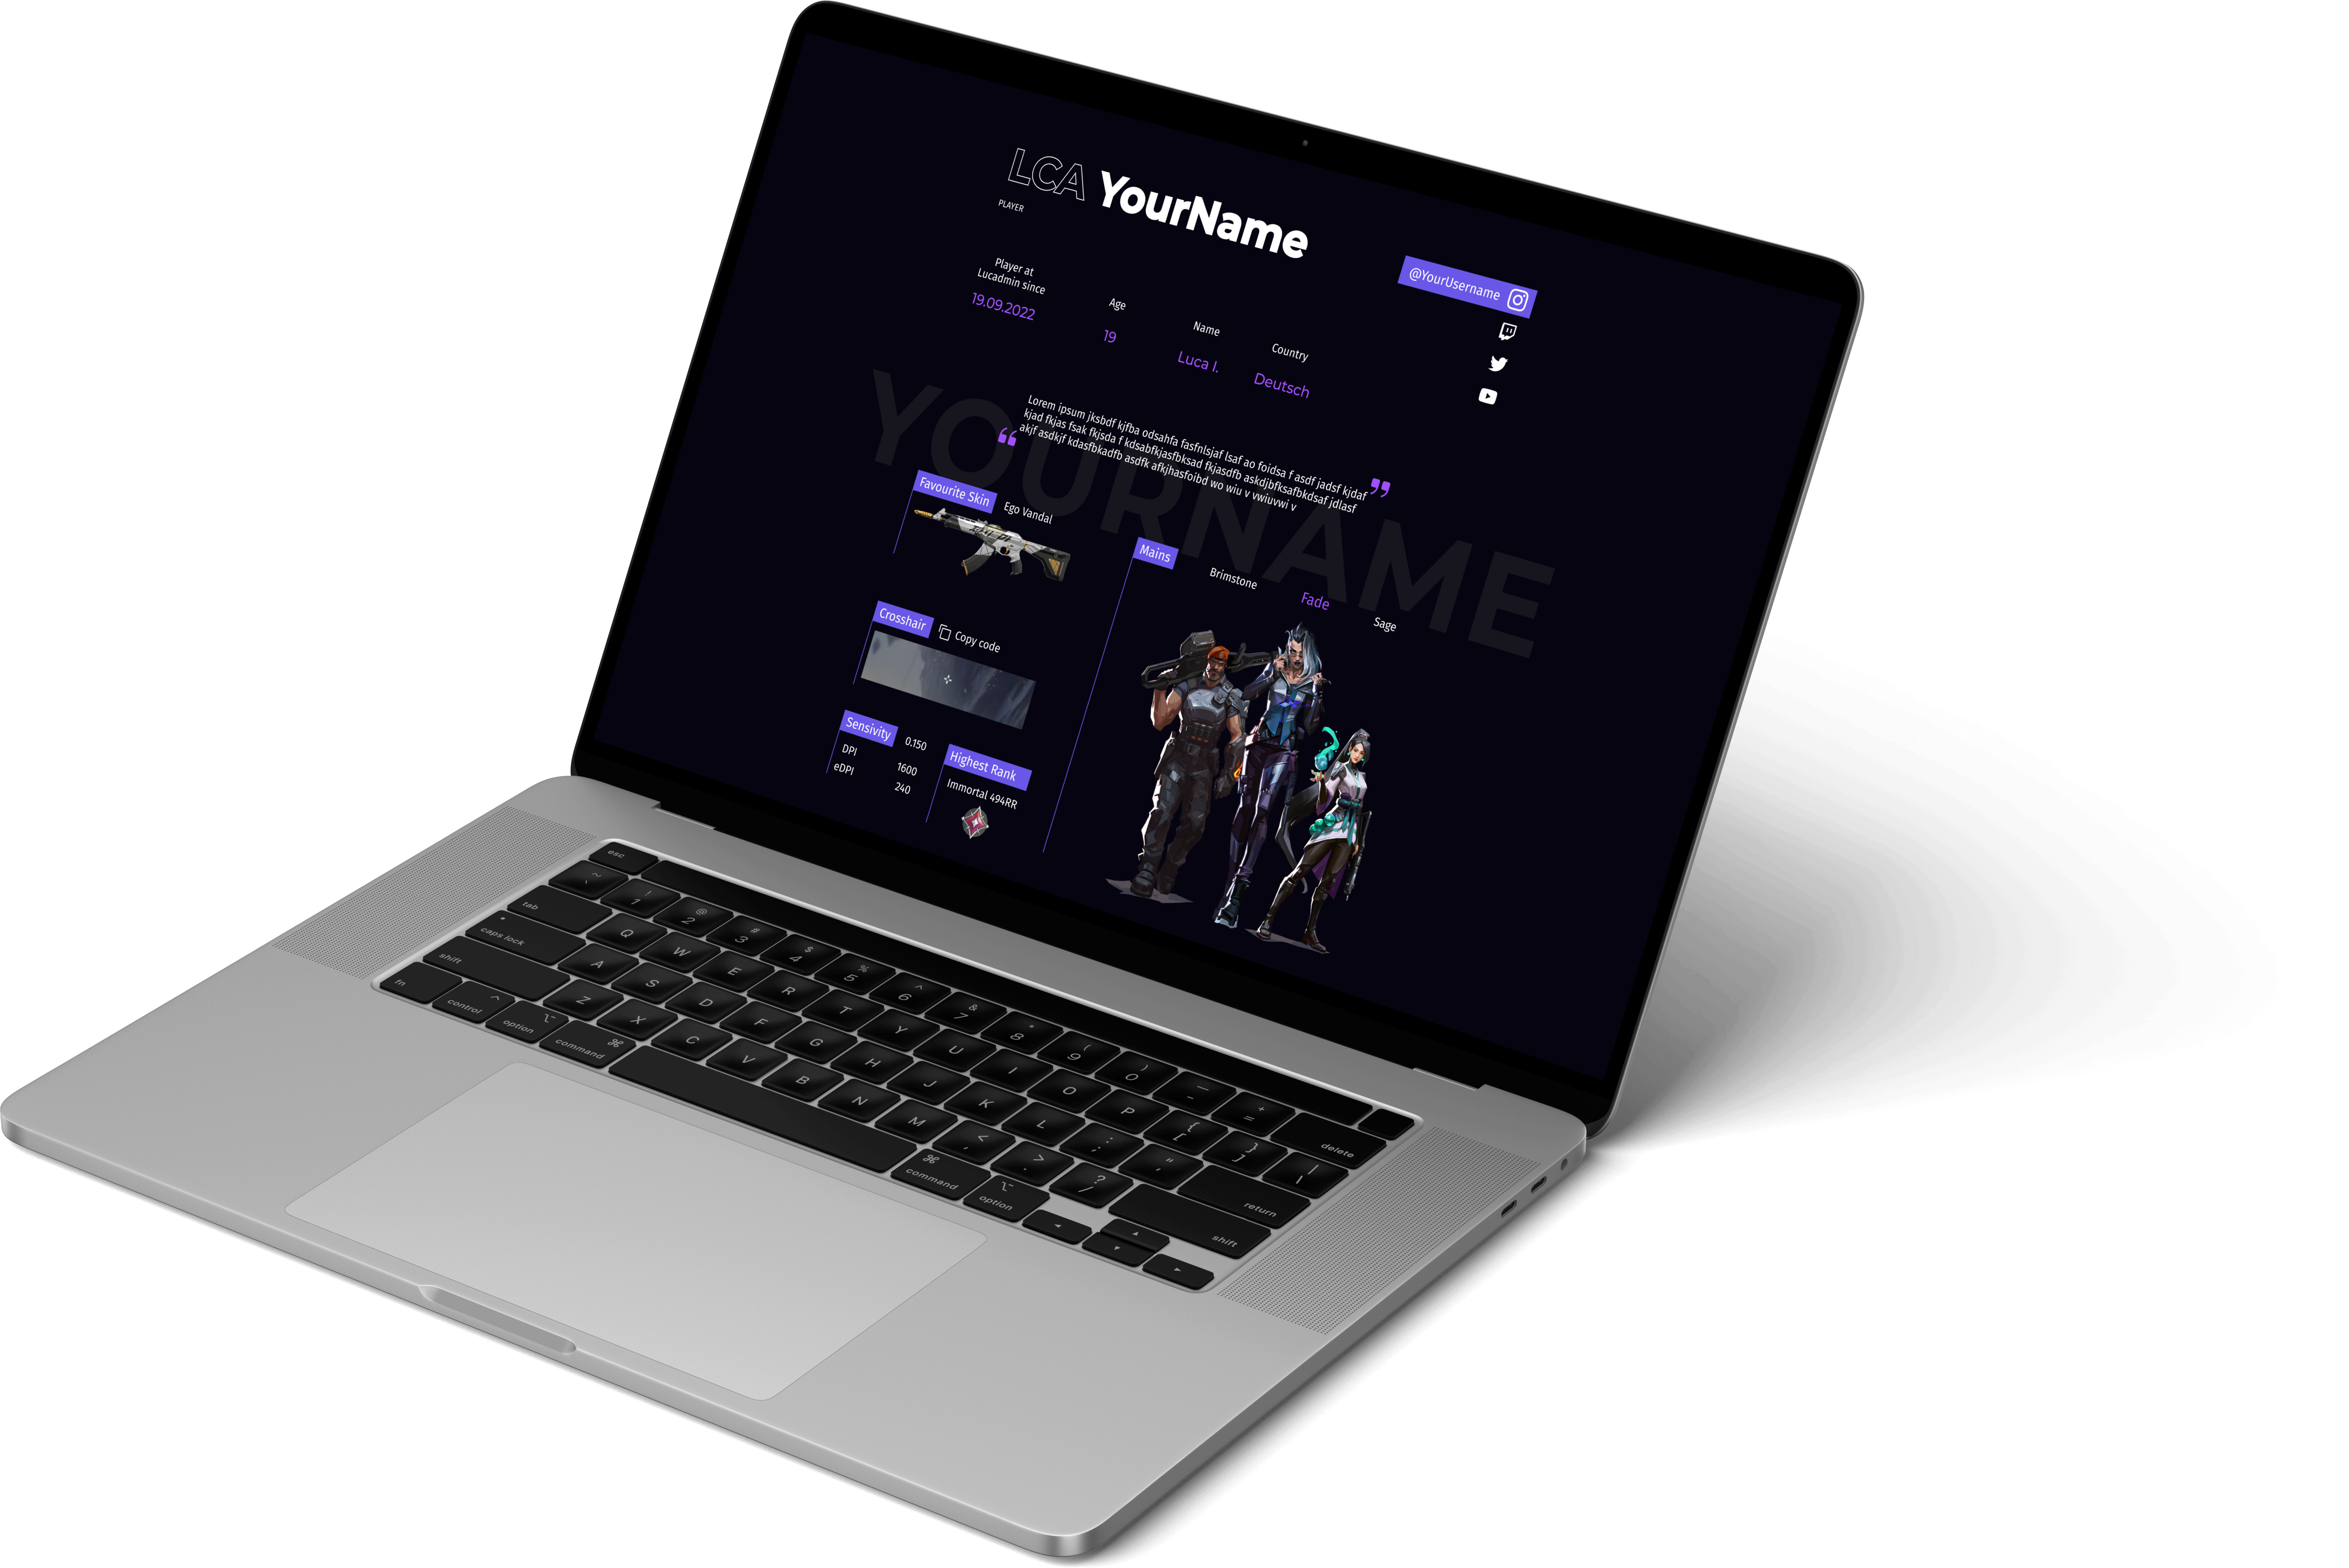 LCA YourName
PLAYER
@YourUsername
Player at
Lucadmin since
19.09.2022
Age
19
Name
Luca I.
Country
Deutsch
YOURNAME
“ Lorem ipsum jksbdf kjfba odsahfa fasfnlsjaf lsaf ao foidsa f asdf jadsf kjdaf
kjad fkjas fsak fkjsda f kdsabfkjasfbksad fkjasdfb askdjbfksafbkdsaf jdlasf
akjf asdkjf kdasfbkadfb asdfk afkjhasfoibd wo wiu v vwiuvwi v ”
Favourite Skin
Ego Vandal
Crosshair
Copy code
Sensivity 0.150
DPI 1600
eDPI 240
Highest Rank
Immortal 494RR
Mains
Brimstone
Fade
Sage
esc
~ `
! 1
@ 2
# 3
$ 4
% 5
^ 6
& 7
* 8
( 9
) 0
_ -
+ =
delete
tab
Q W E R T Y U I O P { [ } ] | \
caps lock
A S D F G H J K L : ; " '
return
shift
Z X C V B N M < , > . ? /
shift
fn
control ^
option ⌥
command ⌘
⌘ command
⌥ option
◄ ▲ ▼ ►